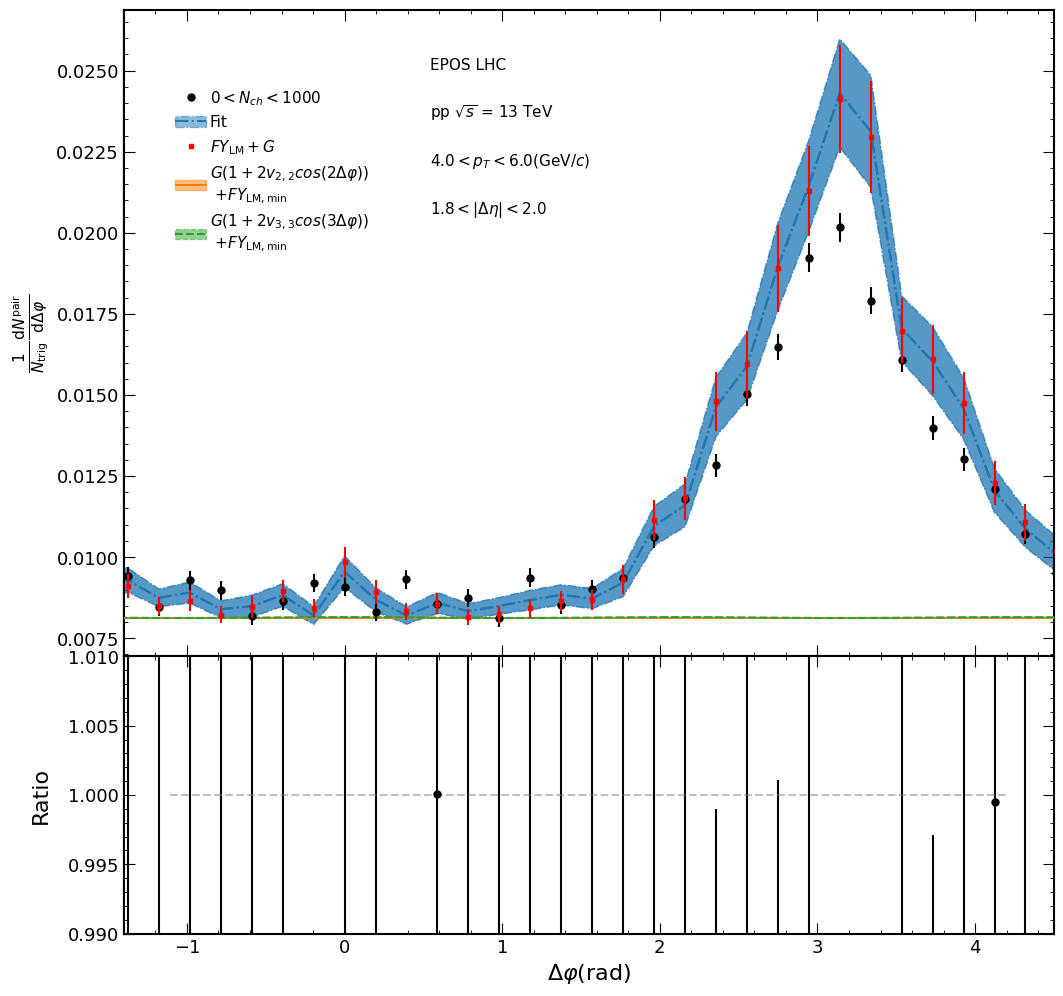 EPOS LHC
pp √s = 13 TeV
4.0 < p_T < 6.0(GeV/c)
1.8 < |Δη| < 2.0
0 < N_ch < 1000
Fit
FY_LM + G
G(1 + 2v_2,2 cos(2Δφ))
+FY_LM,min
G(1 + 2v_3,3 cos(3Δφ))
+FY_LM,min
1/N_trig dN^pair/dΔφ
0.0250
0.0225
0.0200
0.0175
0.0150
0.0125
0.0100
0.0075
1.010
1.005
1.000
0.995
0.990
Ratio
−1 0 1 2 3 4
Δφ(rad)